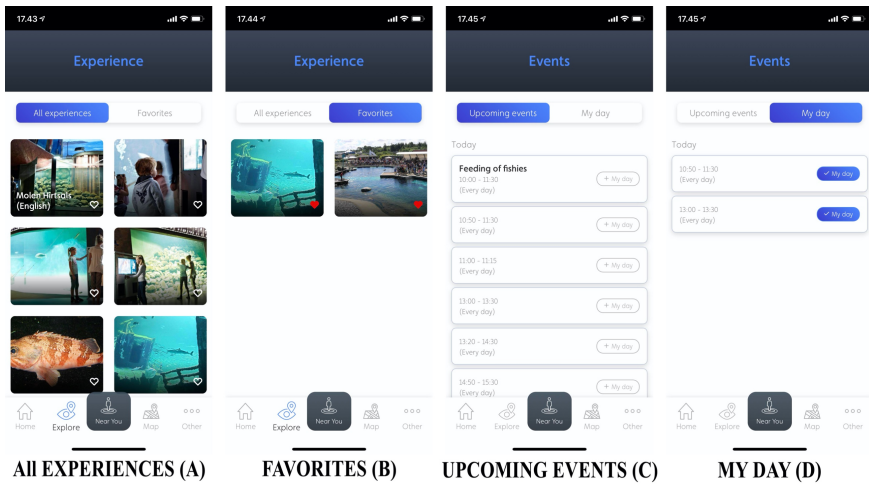 17.43
Experience
All experiences
Favorites
Molen Hirtsals
(English)
Home
Explore
Near You
Map
Other
All EXPERIENCES (A)
17.44
Experience
All experiences
Favorites
Home
Explore
Near You
Map
Other
FAVORITES (B)
17.45
Events
Upcoming events
My day
Today
Feeding of fishies
10:00 - 11:30
(Every day)
+ My day
10:50 - 11:30
(Every day)
+ My day
11:00 - 11:15
(Every day)
+ My day
13:00 - 13:30
(Every day)
+ My day
13:20 - 14:30
(Every day)
+ My day
14:50 - 15:30
(Every day)
+ My day
Home
Explore
Near You
Map
Other
UPCOMING EVENTS (C)
17.45
Events
Upcoming events
My day
Today
10:50 - 11:30
(Every day)
✓ My day
13:00 - 13:30
(Every day)
✓ My day
Home
Explore
Near You
Map
Other
MY DAY (D)